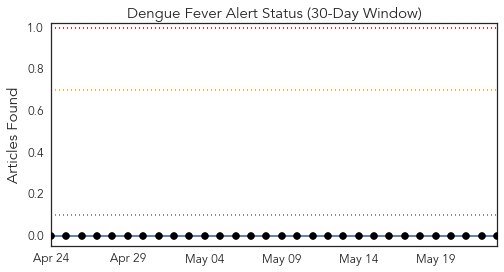 Dengue Fever Alert Status (30-Day Window)
Articles Found
1.0
0.8
0.6
0.4
0.2
0.0
Apr 24 Apr 29 May 04 May 09 May 14 May 19